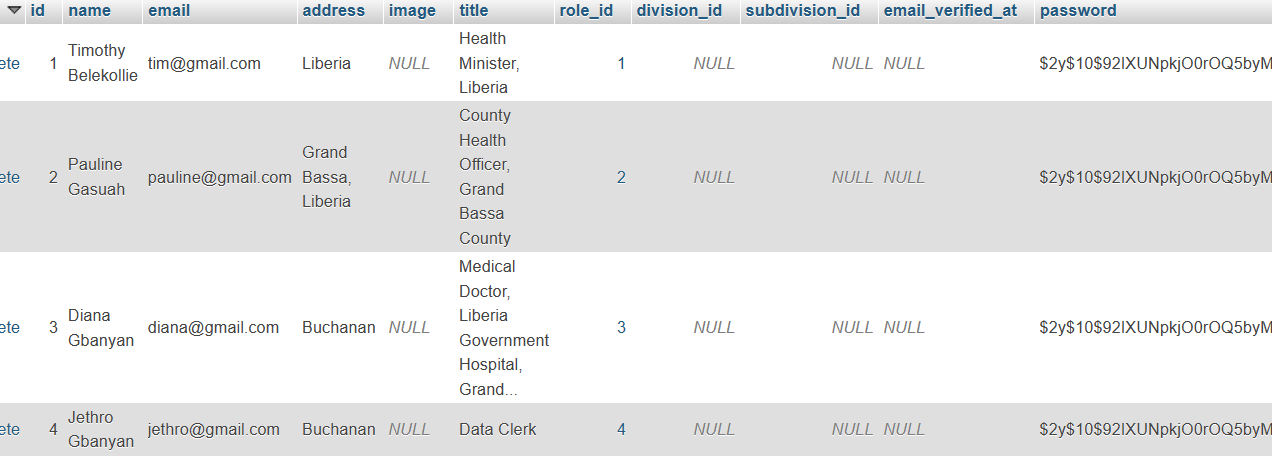 id name email address image title role_id division_id subdivision_id email_verified_at password
ete 1 Timothy Belekollie tim@gmail.com Liberia NULL Health Minister, Liberia 1 NULL NULL NULL $2y$10$92IXUNpkjO0rOQ5byM
ete 2 Pauline Gasuah pauline@gmail.com Grand Bassa, Liberia NULL County Health Officer, Grand Bassa County 2 NULL NULL NULL $2y$10$92IXUNpkjO0rOQ5byM
ete 3 Diana Gbanyan diana@gmail.com Buchanan NULL Medical Doctor, Liberia Government Hospital, Grand... 3 NULL NULL NULL $2y$10$92IXUNpkjO0rOQ5byM
ete 4 Jethro Gbanyan jethro@gmail.com Buchanan NULL Data Clerk 4 NULL NULL NULL $2y$10$92IXUNpkjO0rOQ5byM